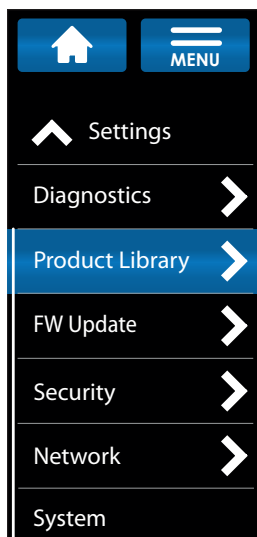 MENU
Settings
Diagnostics
Product Library
FW Update
Security
Network
System